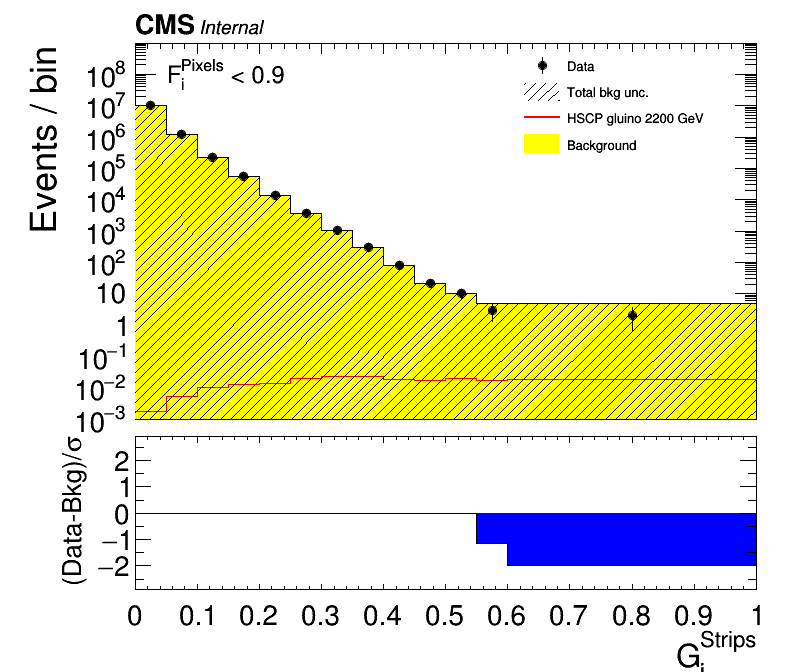 CMS Internal
Events / bin
F_i^Pixels < 0.9
Data
Total bkg unc.
HSCP gluino 2200 GeV
Background
10^8
10^7
10^6
10^5
10^4
10^3
10^2
10
1
10^−1
10^−2
10^−3
(Data-Bkg)/σ
2
1
0
−1
−2
0 0.1 0.2 0.3 0.4 0.5 0.6 0.7 0.8 0.9 1
G_i^Strips